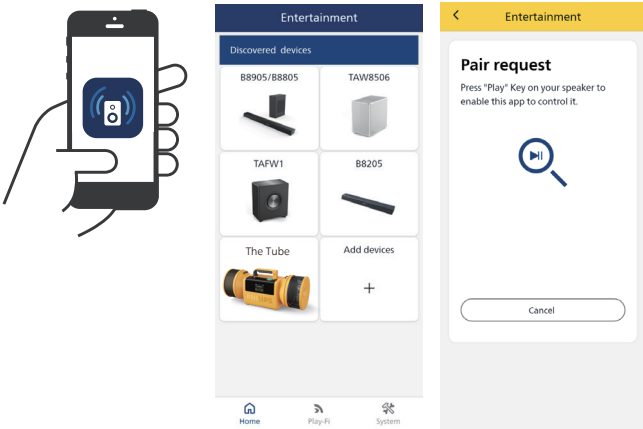 Entertainment
Discovered devices
B8905/B8805
TAW8506
TAFW1
B8205
The Tube
Add devices
Home
Play-Fi
System
Entertainment
Pair request
Press "Play" Key on your speaker to
enable this app to control it.
Cancel